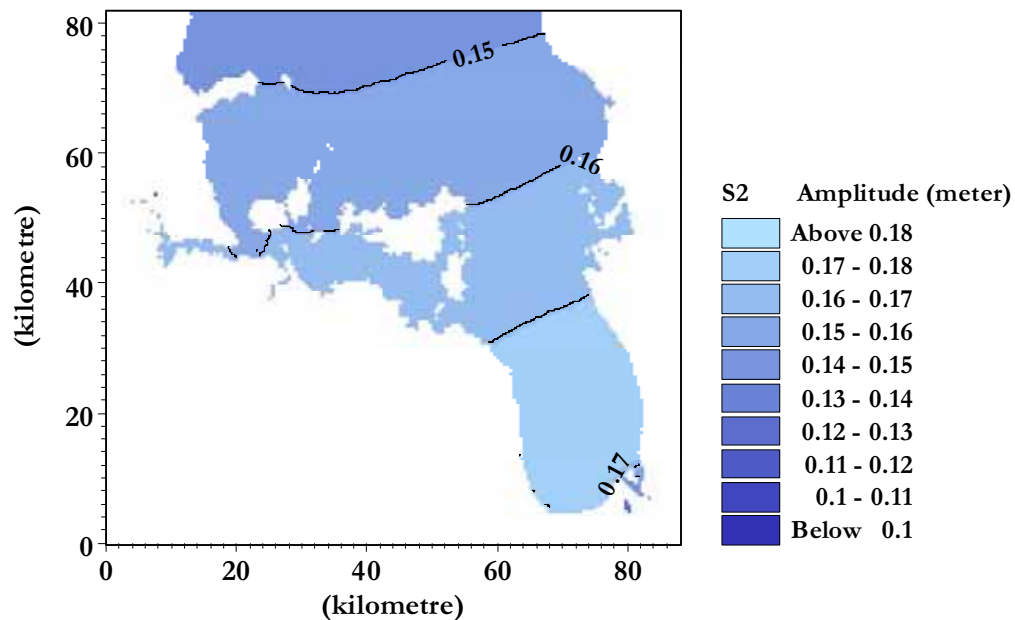 80
60
40
20
0
(kilometre)
0.15
0.16
0.17
0 20 40 60 80
(kilometre)
S2 Amplitude (meter)
Above 0.18
0.17 - 0.18
0.16 - 0.17
0.15 - 0.16
0.14 - 0.15
0.13 - 0.14
0.12 - 0.13
0.11 - 0.12
0.1 - 0.11
Below 0.1